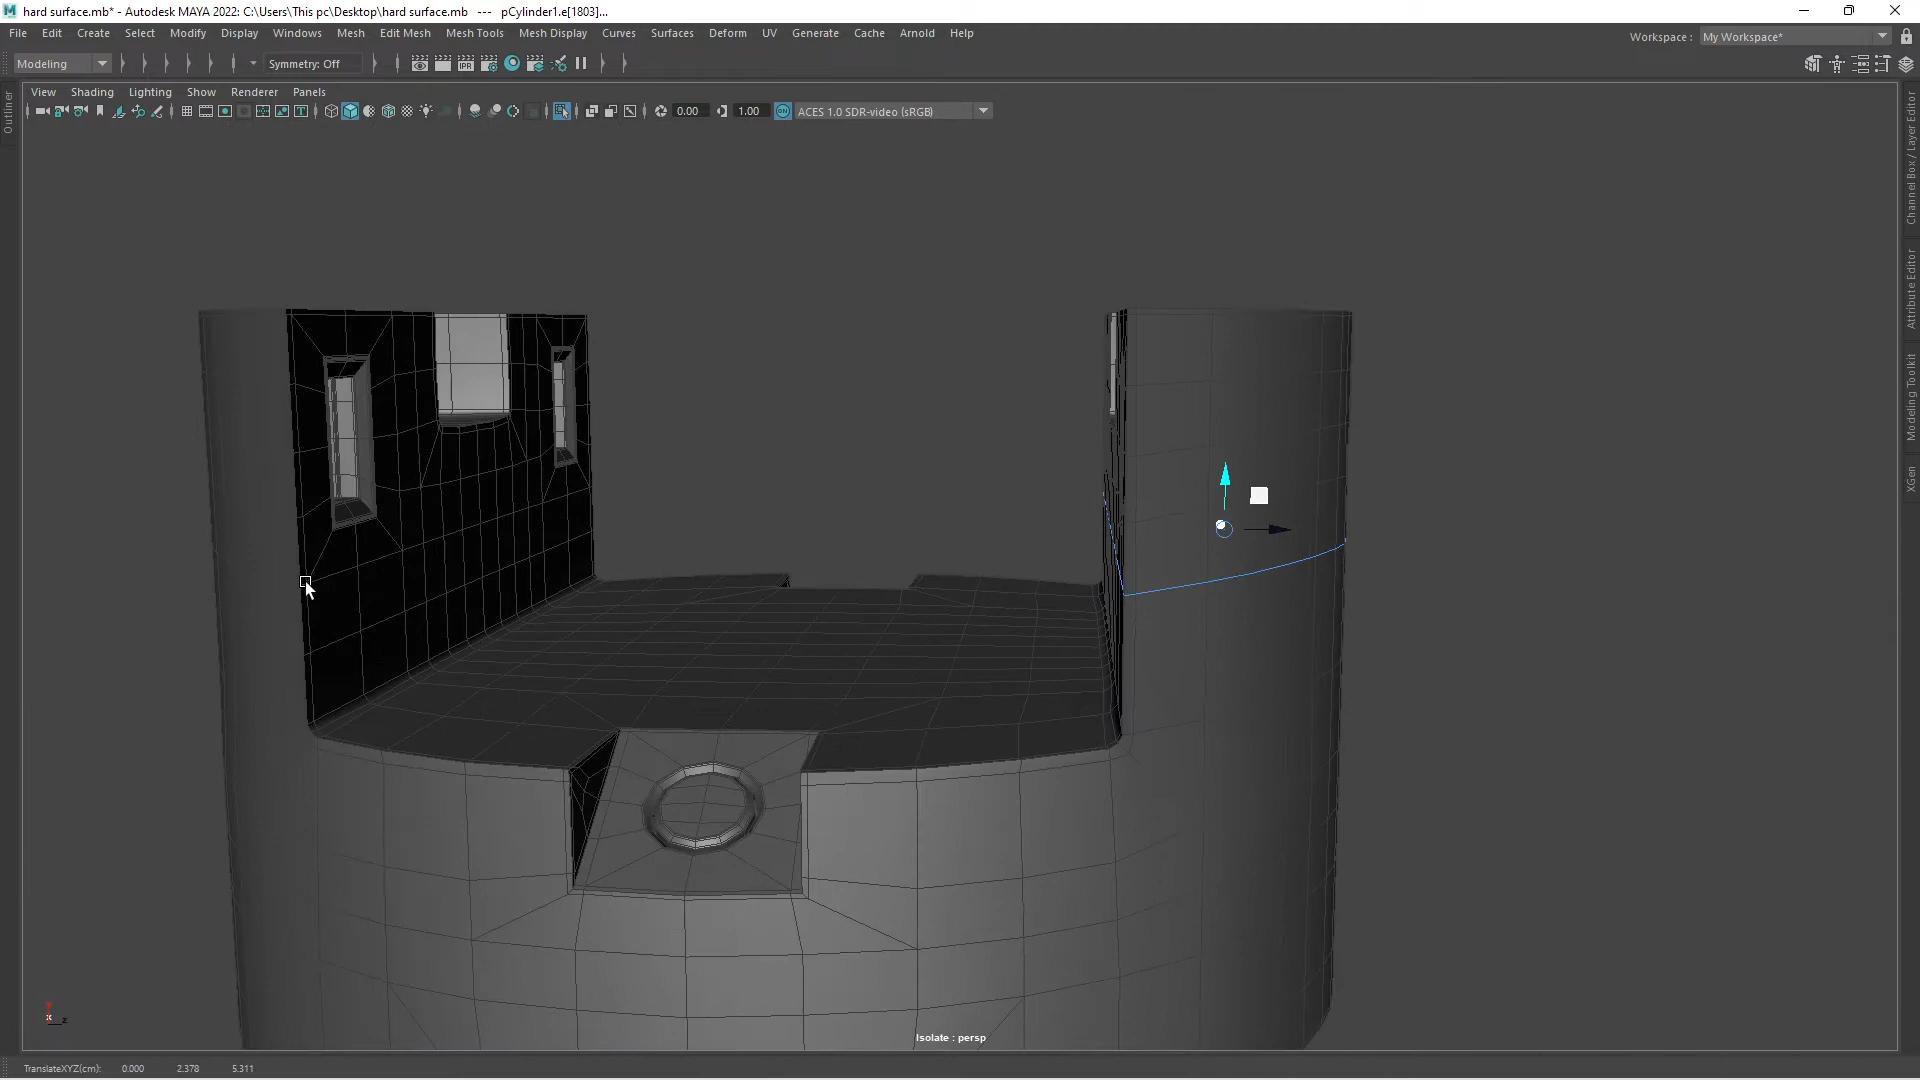 hard surface.mb* - Autodesk MAYA 2022: C:\Users\This pc\Desktop\hard surface.mb   ---   pCylinder1.e[1803]...
File Edit Create Select Modify Display Windows Mesh Edit Mesh Mesh Tools Mesh Display Curves Surfaces Deform UV Generate Cache Arnold Help
Workspace : My Workspace*
Modeling Symmetry: Off IPR
View Shading Lighting Show Renderer Panels
0.00 1.00 ON ACES 1.0 SDR-video (sRGB)
Outliner
Channel Box / Layer Editor
Attribute Editor
Modeling Toolkit
XGen
Isolate : persp
TranslateXYZ(cm): 0.000 2.378 5.311